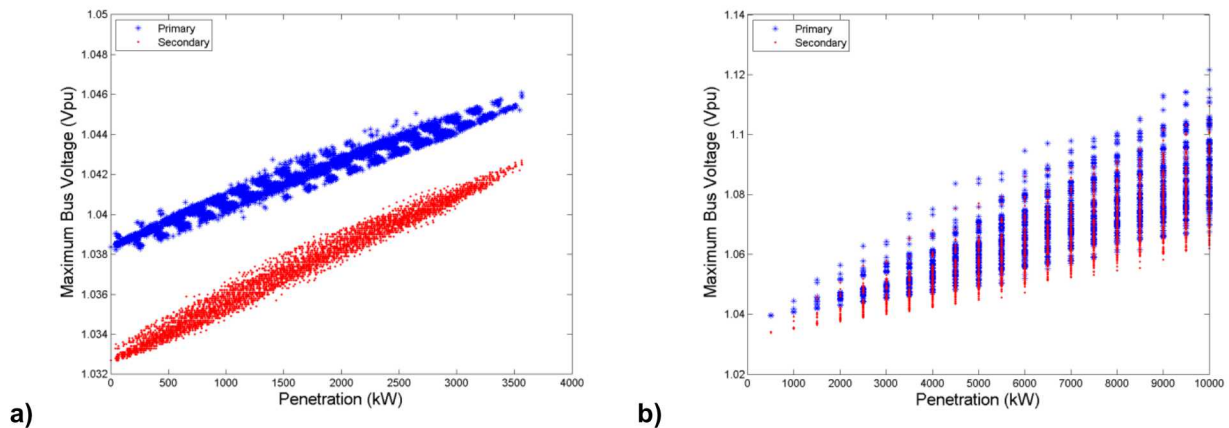 1.05
1.048
1.046
1.044
1.042
1.04
1.038
1.036
1.034
1.032
Maximum Bus Voltage (Vpu)
Primary
Secondary
0 500 1000 1500 2000 2500 3000 3500 4000
Penetration (kW)
a)
1.14
1.12
1.1
1.08
1.06
1.04
1.02
Maximum Bus Voltage (Vpu)
Primary
Secondary
0 1000 2000 3000 4000 5000 6000 7000 8000 9000 10000
Penetration (kW)
b)